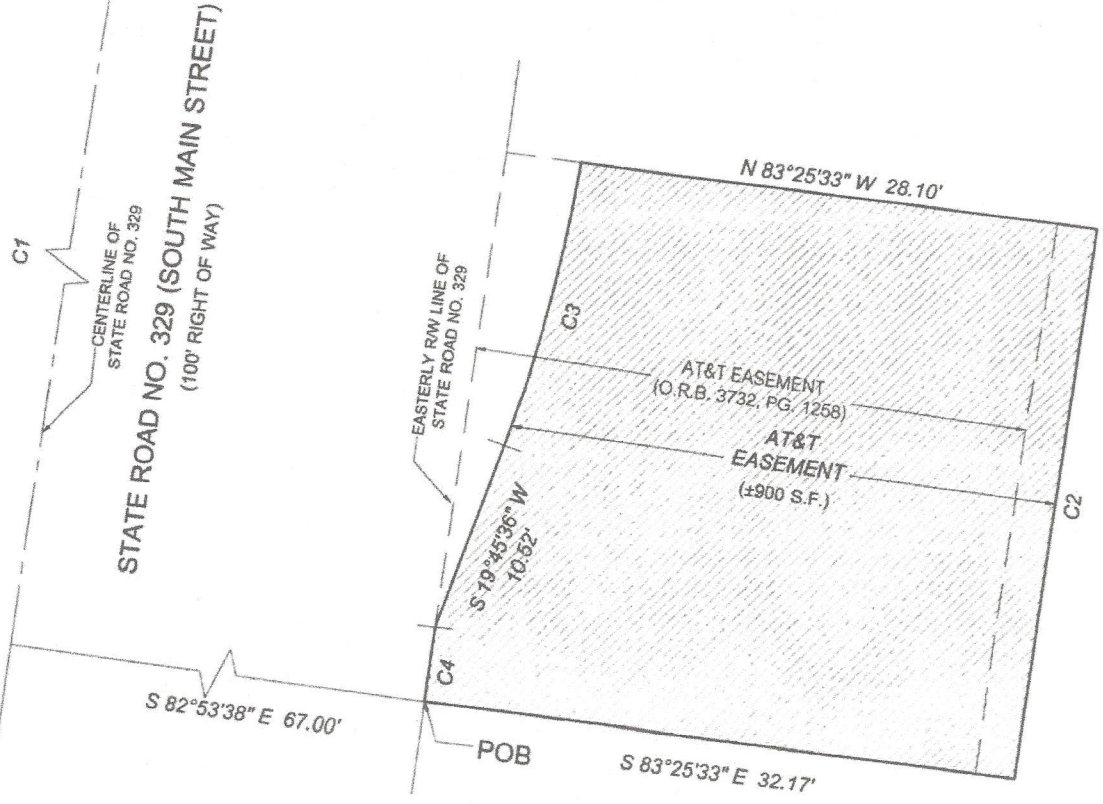 C1
CENTERLINE OF
STATE ROAD NO. 329
STATE ROAD NO. 329 (SOUTH MAIN STREET)
(100' RIGHT OF WAY)
EASTERLY R/W LINE OF
STATE ROAD NO. 329
N 83°25'33" W 28.10'
C3
AT&T EASEMENT
(O.R.B. 3732, PG. 1258)
AT&T
EASEMENT
(±900 S.F.)
C2
S 19°45'36" W
10.52'
C4
S 82°53'38" E 67.00'
POB
S 83°25'33" E 32.17'